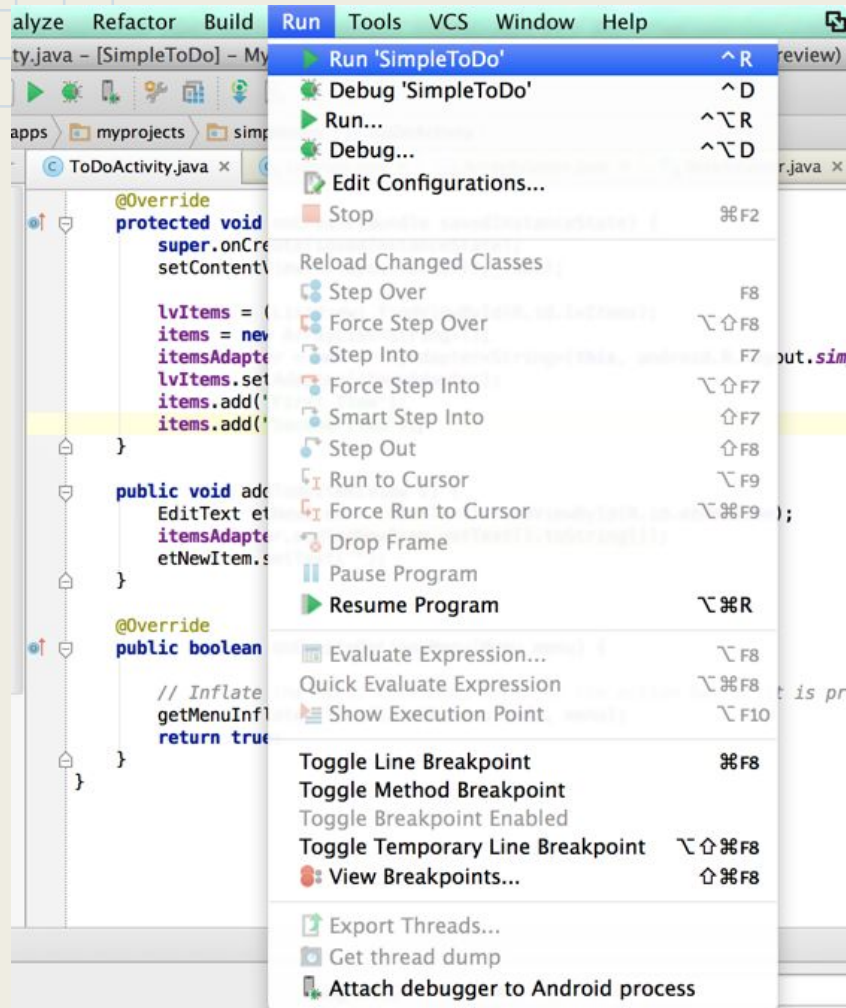 alyze Refactor Build Run Tools VCS Window Help
ty.java – [SimpleToDo] – My review)
apps myprojects simp
ToDoActivity.java × r.java ×
Run 'SimpleToDo' ^R
Debug 'SimpleToDo' ^D
Run... ^⌥R
Debug... ^⌥D
Edit Configurations...
Stop ⌘F2
Reload Changed Classes
Step Over F8
Force Step Over ⌥⇧F8
Step Into F7
Force Step Into ⌥⇧F7
Smart Step Into ⇧F7
Step Out ⇧F8
Run to Cursor ⌥F9
Force Run to Cursor ⌥⌘F9
Drop Frame
Pause Program
Resume Program ⌥⌘R
Evaluate Expression... ⌥F8
Quick Evaluate Expression ⌥⌘F8
Show Execution Point ⌥F10
Toggle Line Breakpoint ⌘F8
Toggle Method Breakpoint
Toggle Breakpoint Enabled
Toggle Temporary Line Breakpoint ⌥⇧⌘F8
View Breakpoints... ⇧⌘F8
Export Threads...
Get thread dump
Attach debugger to Android process
@Override
protected void
super.onCre
setContentV
lvItems = (
items = new
itemsAdapte out.sim
lvItems.set
items.add("
items.add("
}
public void add
EditText et );
itemsAdapte
etNewItem.s
}
@Override
public boolean
// Inflate t is pr
getMenuInfl
return true
}
}